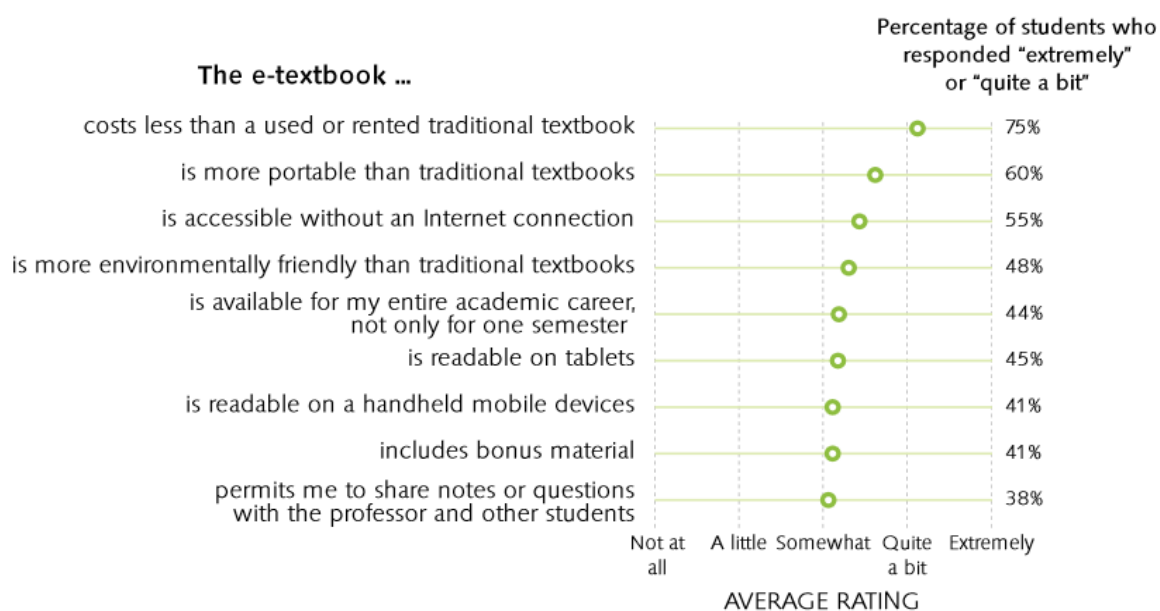 Percentage of students who
responded “extremely”
or “quite a bit”
The e-textbook ...
costs less than a used or rented traditional textbook 75%
is more portable than traditional textbooks 60%
is accessible without an Internet connection 55%
is more environmentally friendly than traditional textbooks 48%
is available for my entire academic career,
not only for one semester 44%
is readable on tablets 45%
is readable on a handheld mobile devices 41%
includes bonus material 41%
permits me to share notes or questions
with the professor and other students 38%
Not at all A little Somewhat Quite a bit Extremely
AVERAGE RATING